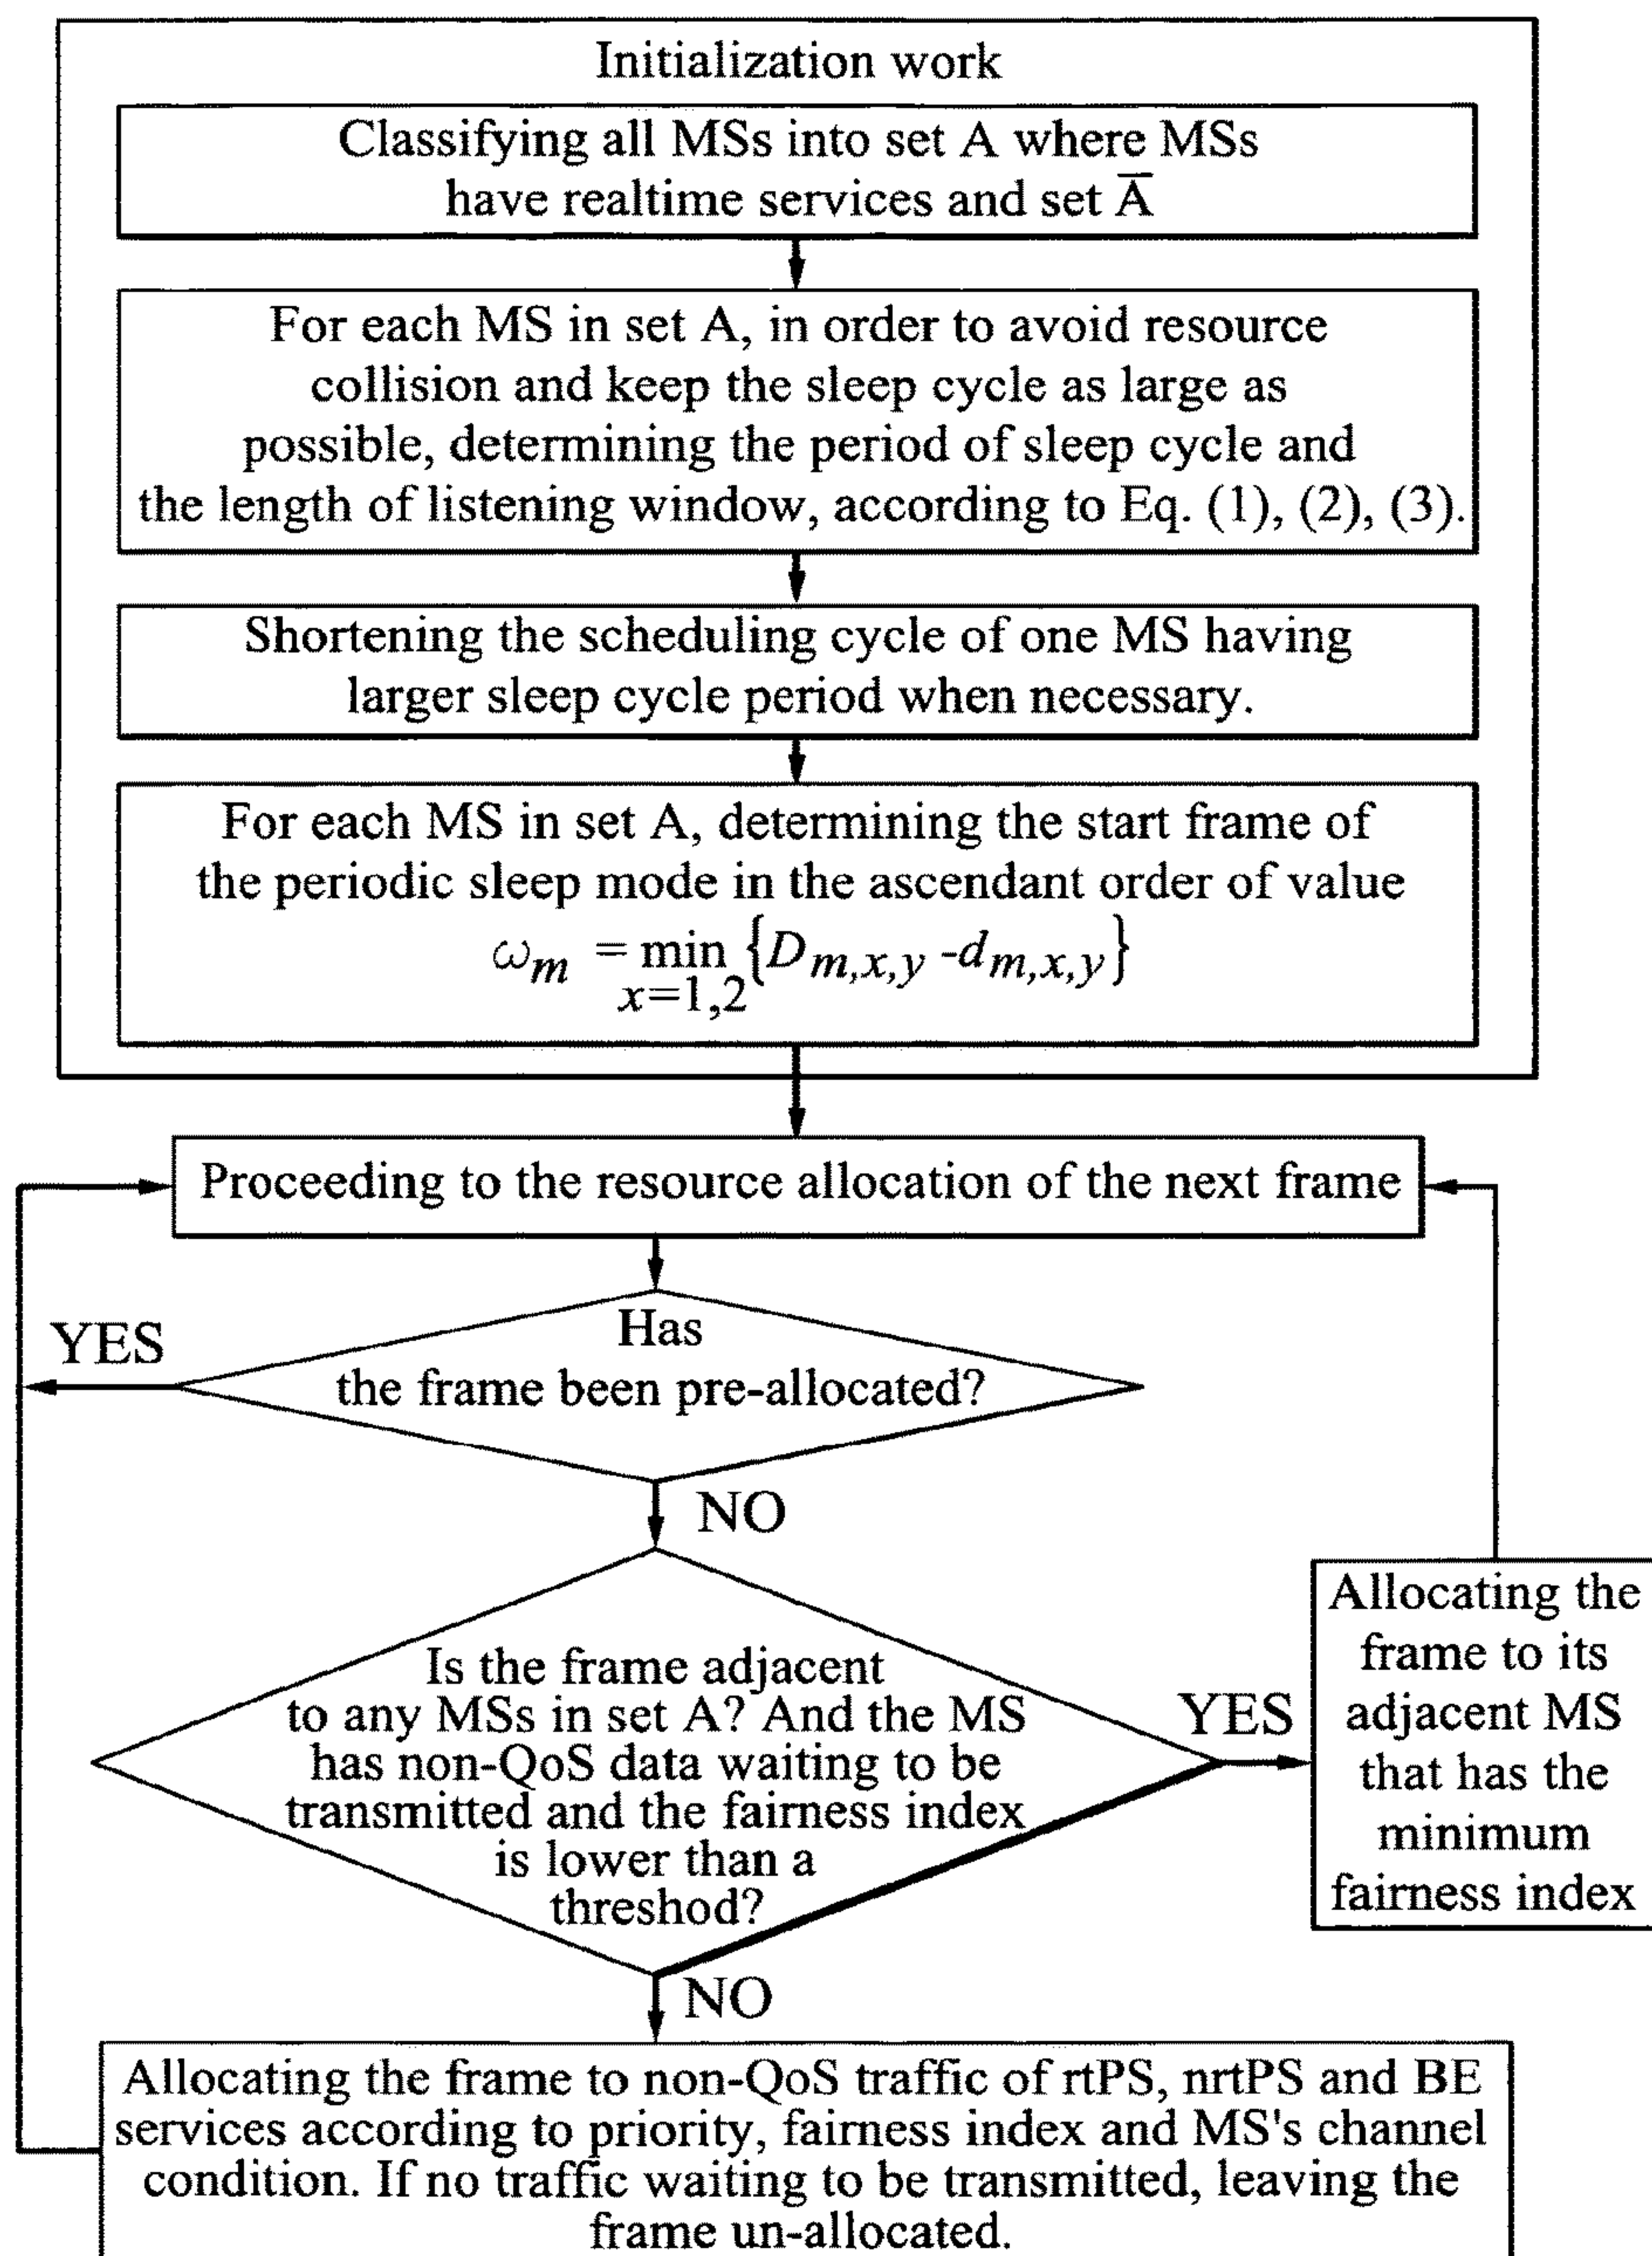 Initialization work
Classifying all MSs into set A where MSs
have realtime services and set A̅
For each MS in set A, in order to avoid resource
collision and keep the sleep cycle as large as
possible, determining the period of sleep cycle and
the length of listening window, according to Eq. (1), (2), (3).
Shortening the scheduling cycle of one MS having
larger sleep cycle period when necessary.
For each MS in set A, determining the start frame of
the periodic sleep mode in the ascendant order of value
ωm = min {Dm,x,y -dm,x,y}
x=1,2
Proceeding to the resource allocation of the next frame
Has
the frame been pre-allocated?
YES
NO
Is the frame adjacent
to any MSs in set A? And the MS
has non-QoS data waiting to be
transmitted and the fairness index
is lower than a
threshod?
YES
Allocating the
frame to its
adjacent MS
that has the
minimum
fairness index
NO
Allocating the frame to non-QoS traffic of rtPS, nrtPS and BE
services according to priority, fairness index and MS's channel
condition. If no traffic waiting to be transmitted, leaving the
frame un-allocated.